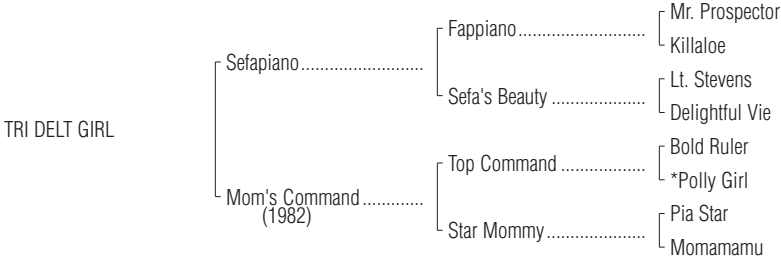 Mr. Prospector
Fappiano............................
Killaloe
Sefapiano..........................
Lt. Stevens
Sefa's Beauty .....................
Delightful Vie
TRI DELT GIRL
Bold Ruler
Top Command ...................
*Polly Girl
Mom's Command.............
(1982)
Pia Star
Star Mommy......................
Momamamu